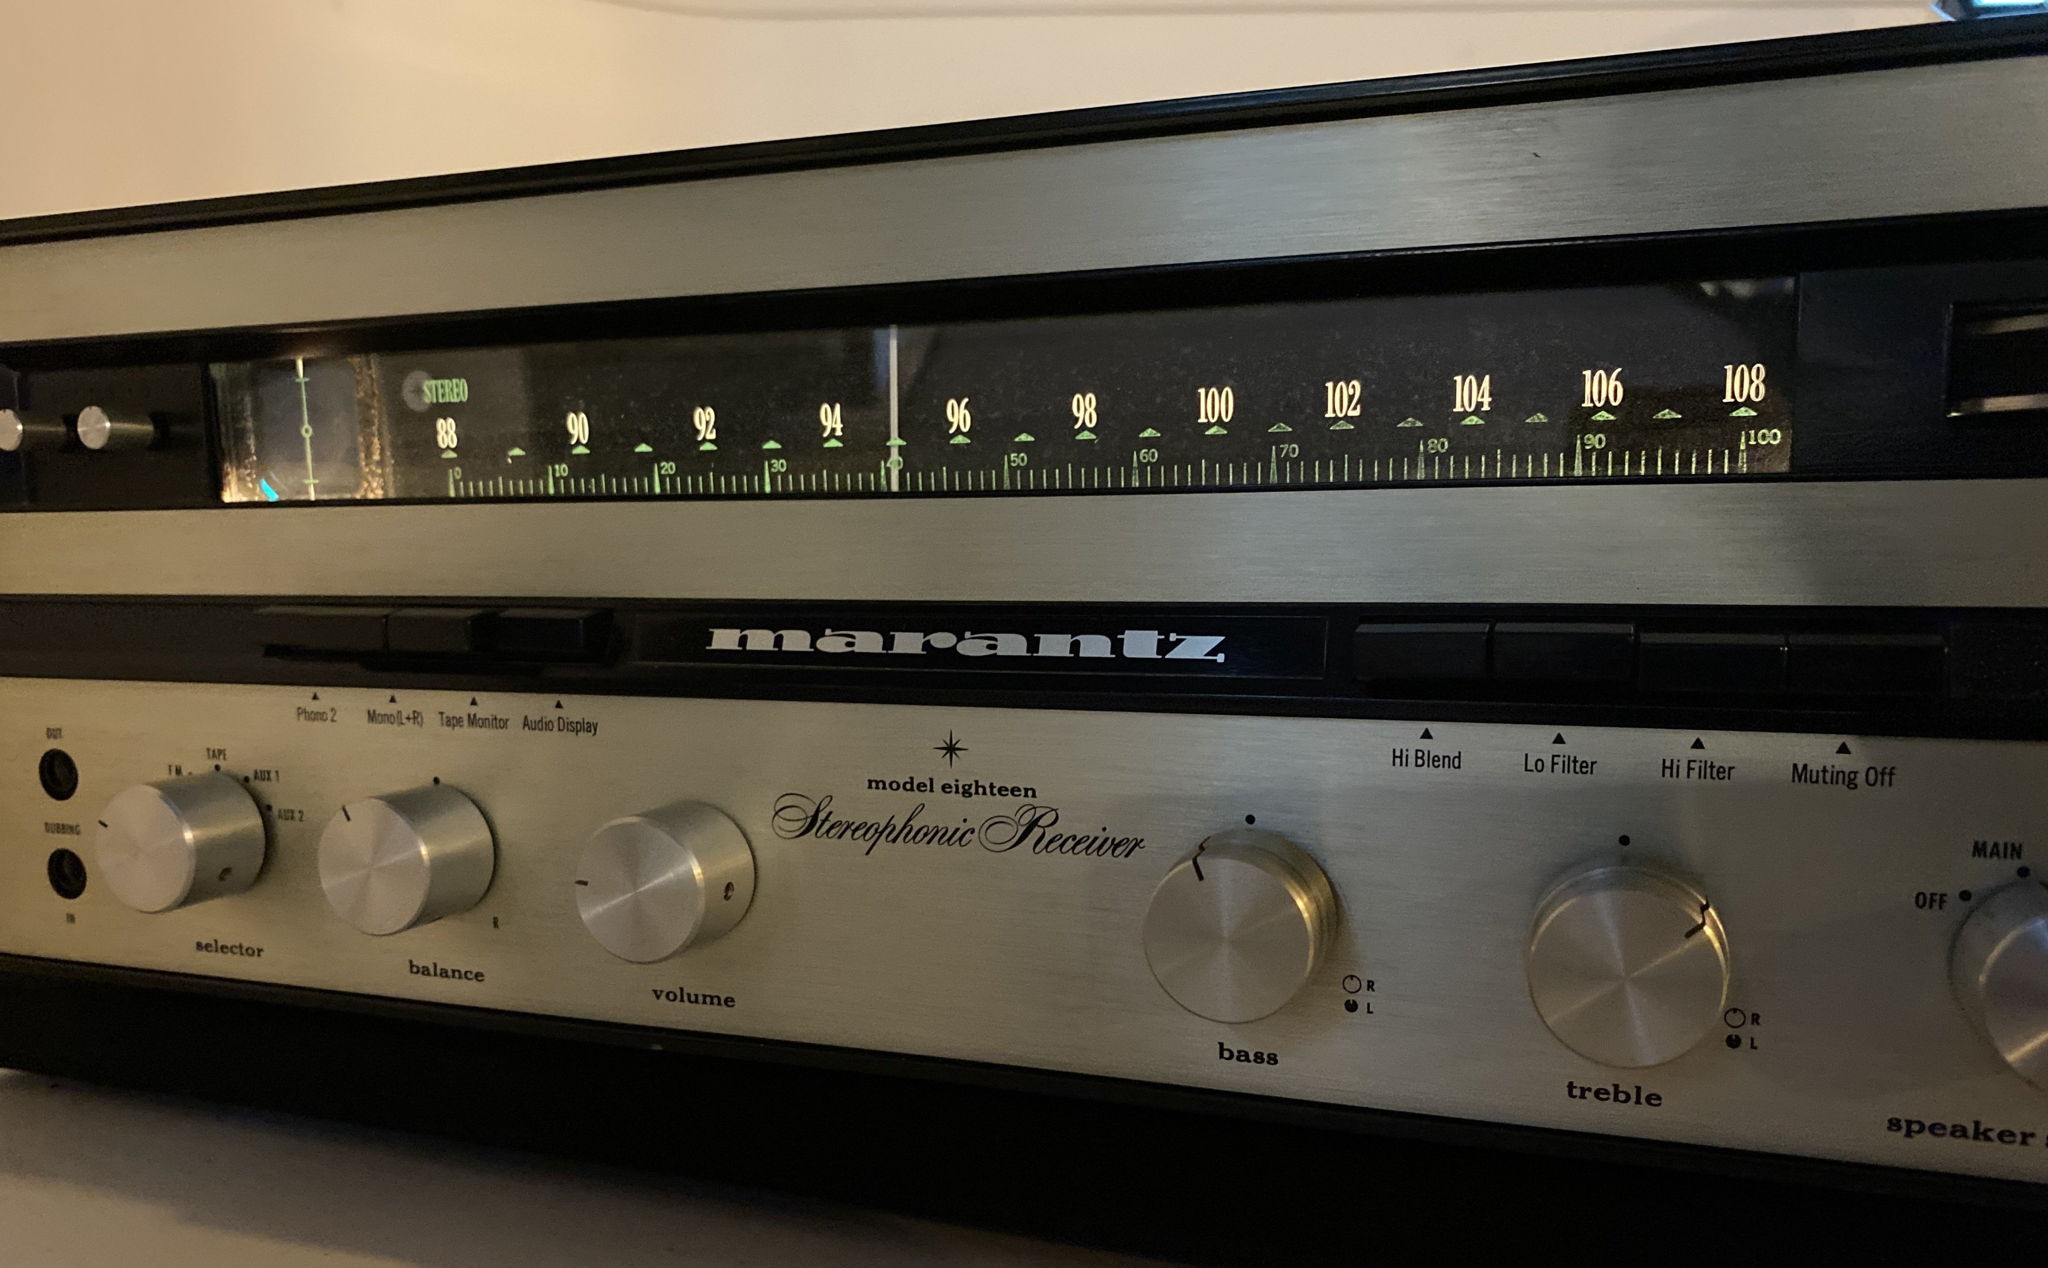 STEREO
88 90 92 94 96 98 100 102 104 106 108
0 10 20 30 40 50 60 70 80 90 100
marantz
Phono 2 Mono(L+R) Tape Monitor Audio Display
Hi Blend Lo Filter Hi Filter Muting Off
model eighteen
Stereophonic Receiver
OUT
DUBBING
IN
FM TAPE AUX 1 AUX 2
selector
R
balance
volume
R
L
bass
R
L
treble
OFF MAIN
speaker